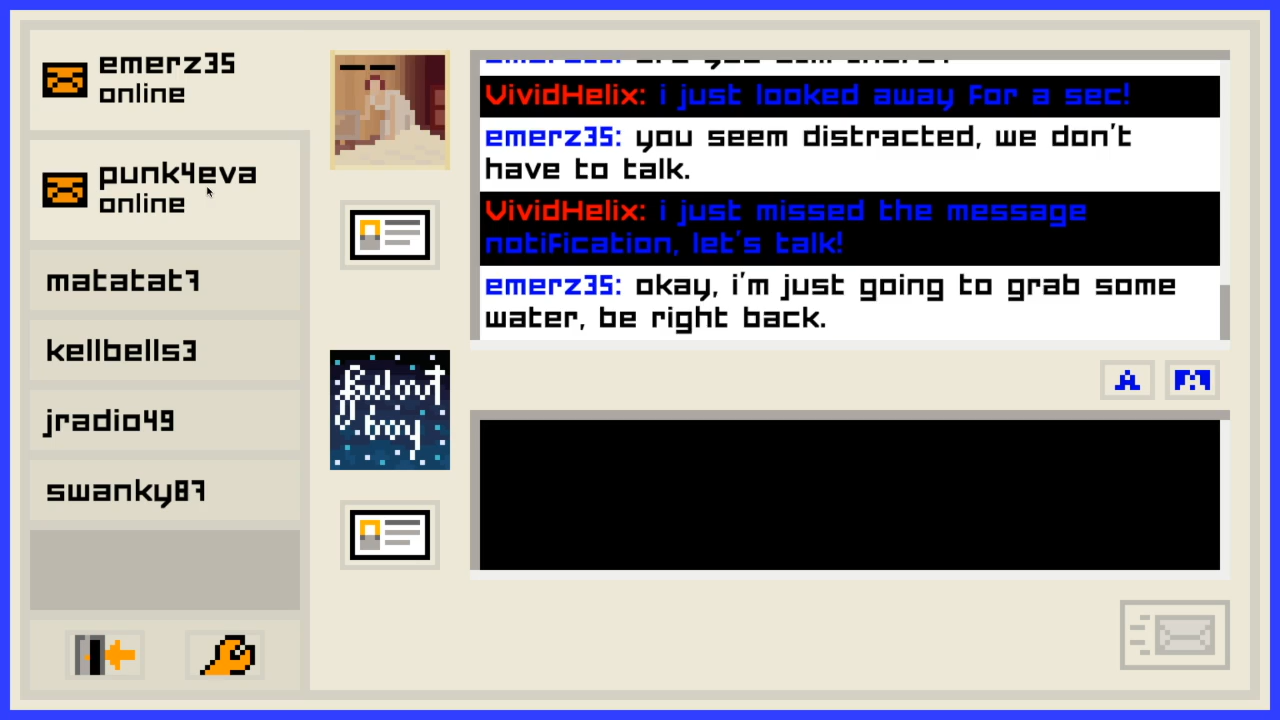 emerz35
online
punk4eva
online
matatat7
kellbells3
jradio49
swanky87
VividHelix: i just looked away for a sec!
emerz35: you seem distracted, we don't
have to talk.
VividHelix: i just missed the message
notification, let's talk!
emerz35: okay, i'm just going to grab some
water, be right back.
A
fallout
boy